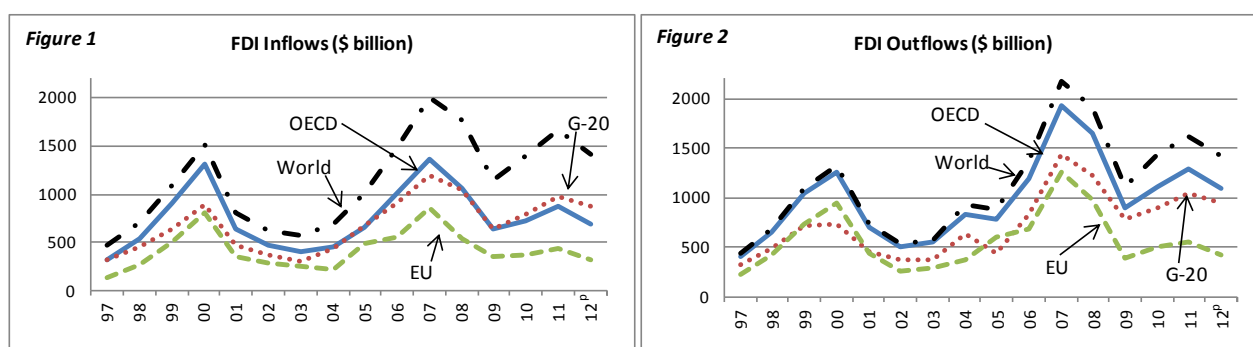 Figure 1
FDI Inflows ($ billion)
2000
1500
1000
500
0
OECD
World
G-20
EU
97
98
99
00
01
02
03
04
05
06
07
08
09
10
11
12ᵖ
Figure 2
FDI Outflows ($ billion)
2000
1500
1000
500
0
OECD
World
EU
G-20
97
98
99
00
01
02
03
04
05
06
07
08
09
10
11
12ᵖ